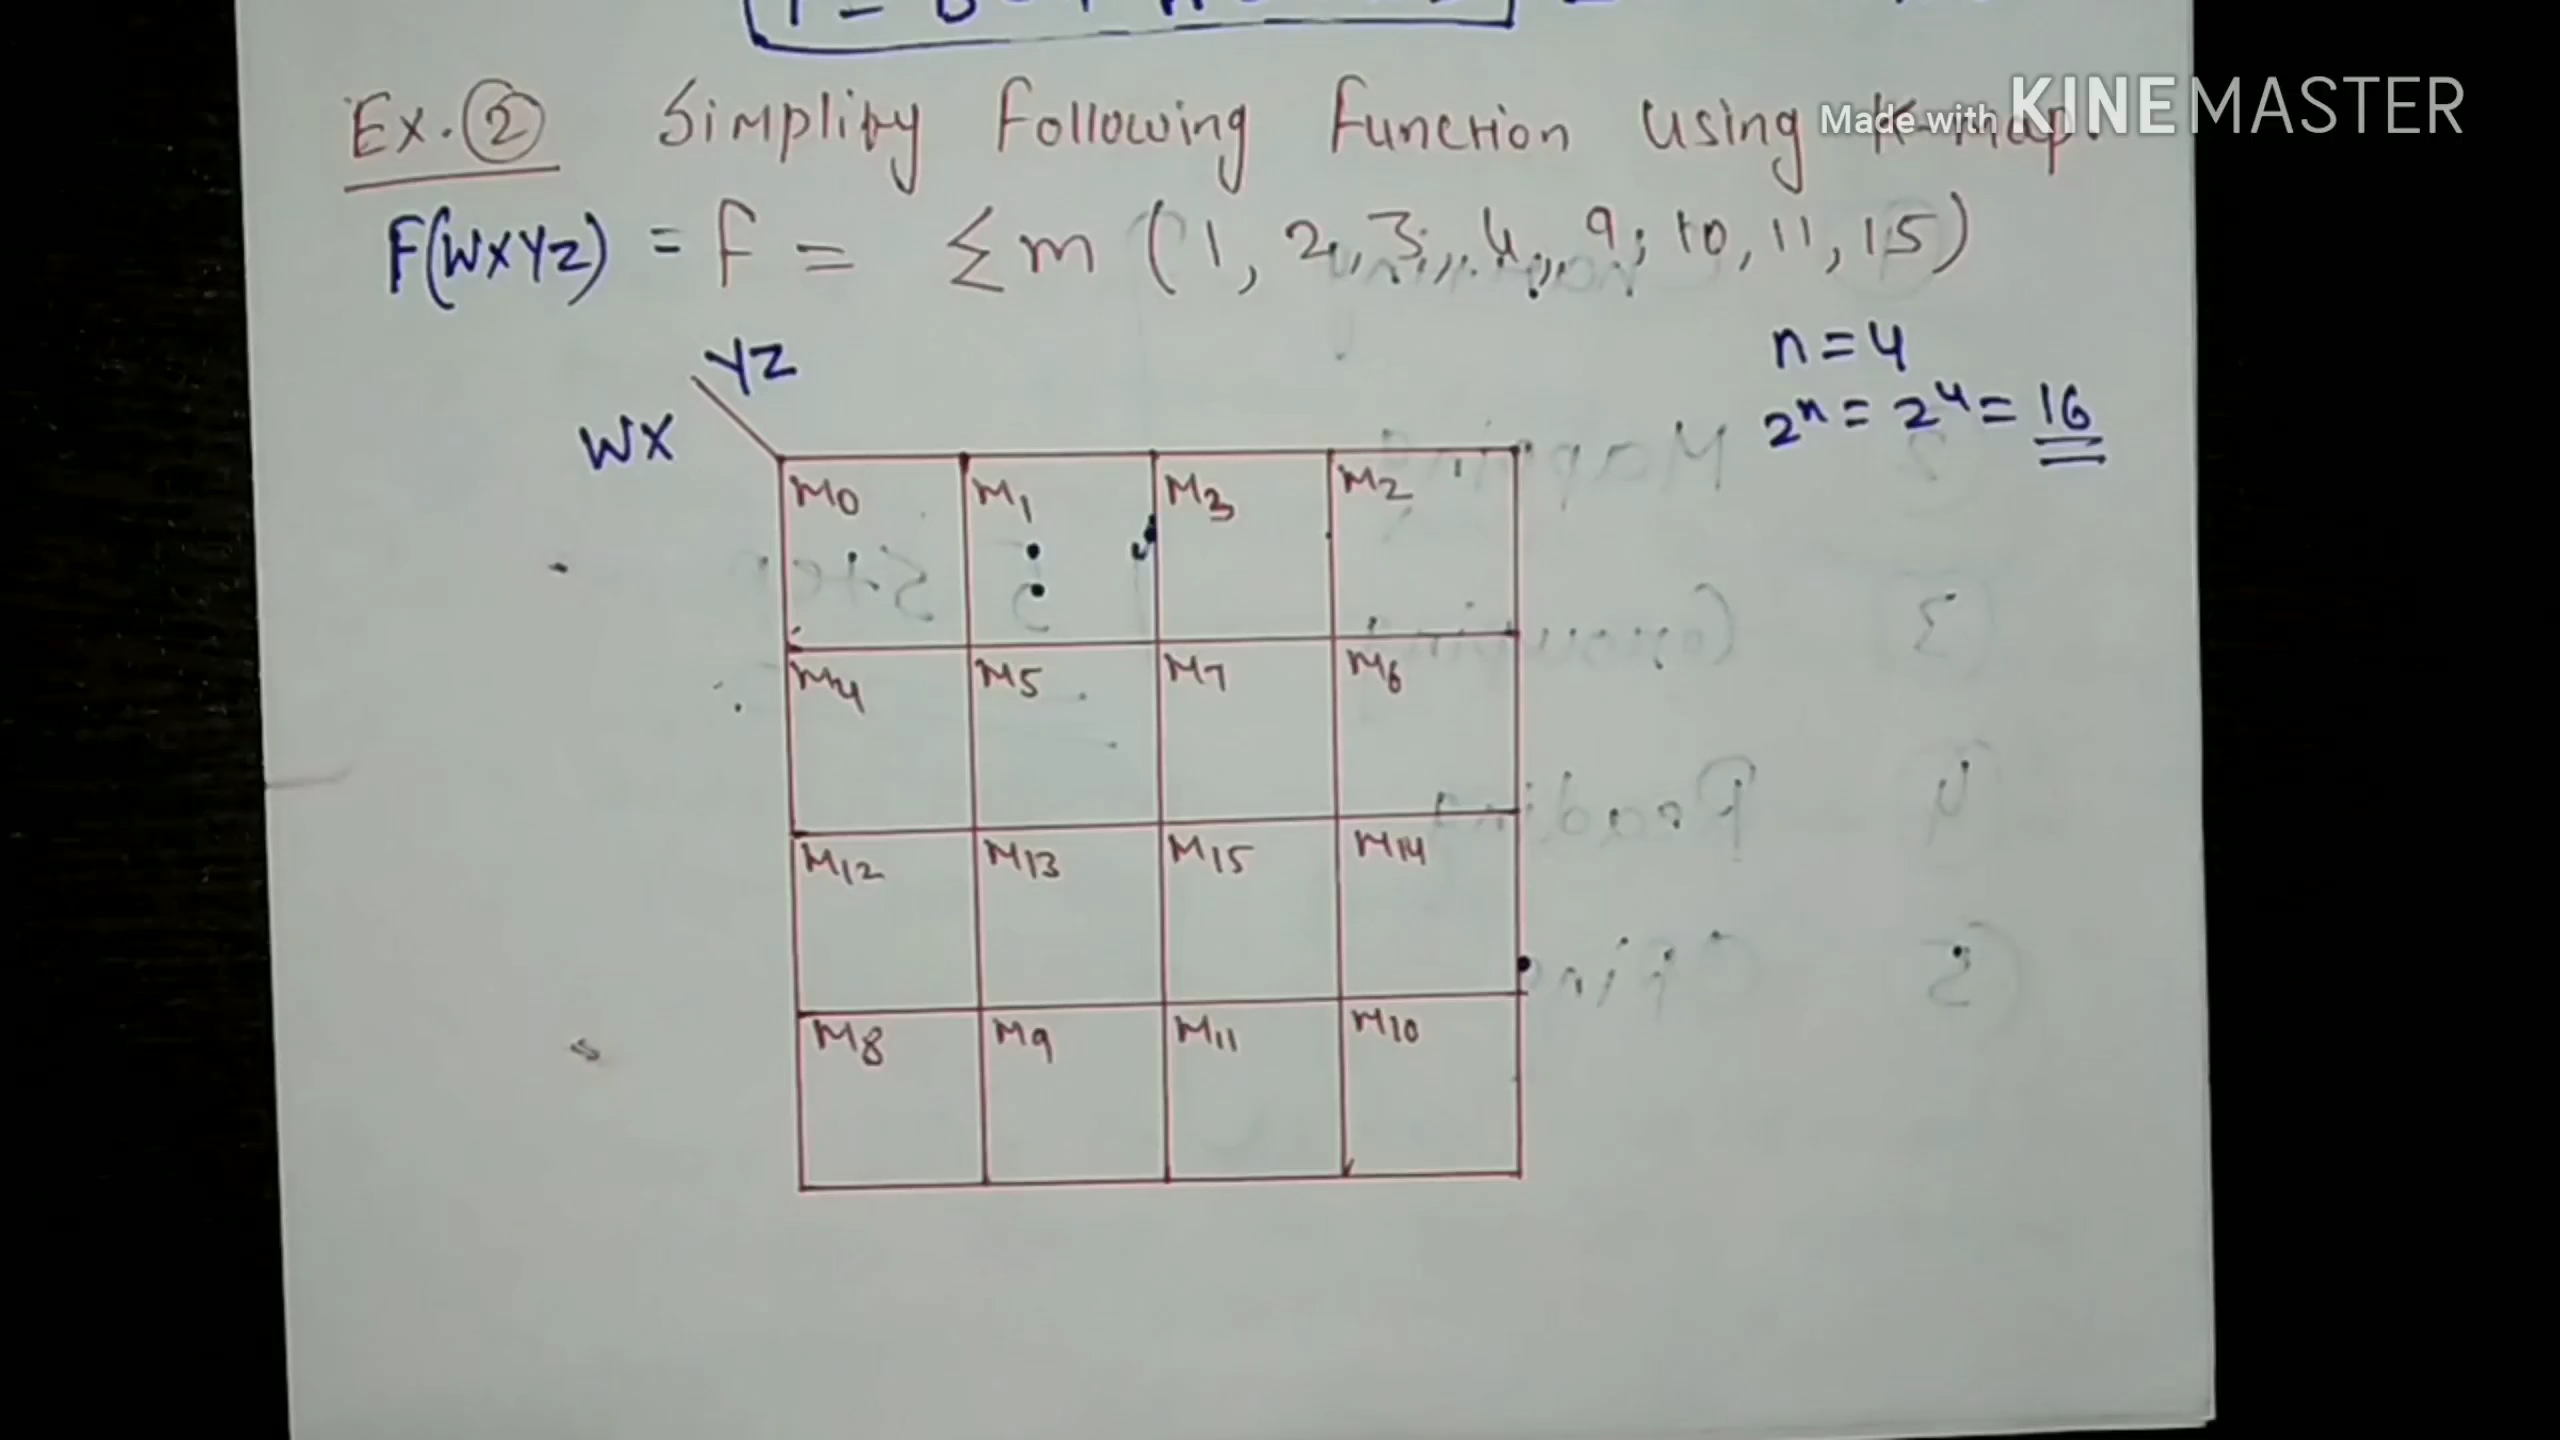 Ex. ② Simplify Following Function Using K-map.
Made with KINEMASTER
F(WXYZ) = F = Σm (1, 2, 3, 4, 9, 10, 11, 15)
n = 4
2ⁿ = 2⁴ = 16
YZ
WX
M0 M1 M3 M2
M4 M5 M7 M6
M12 M13 M15 M14
M8 M9 M11 M10